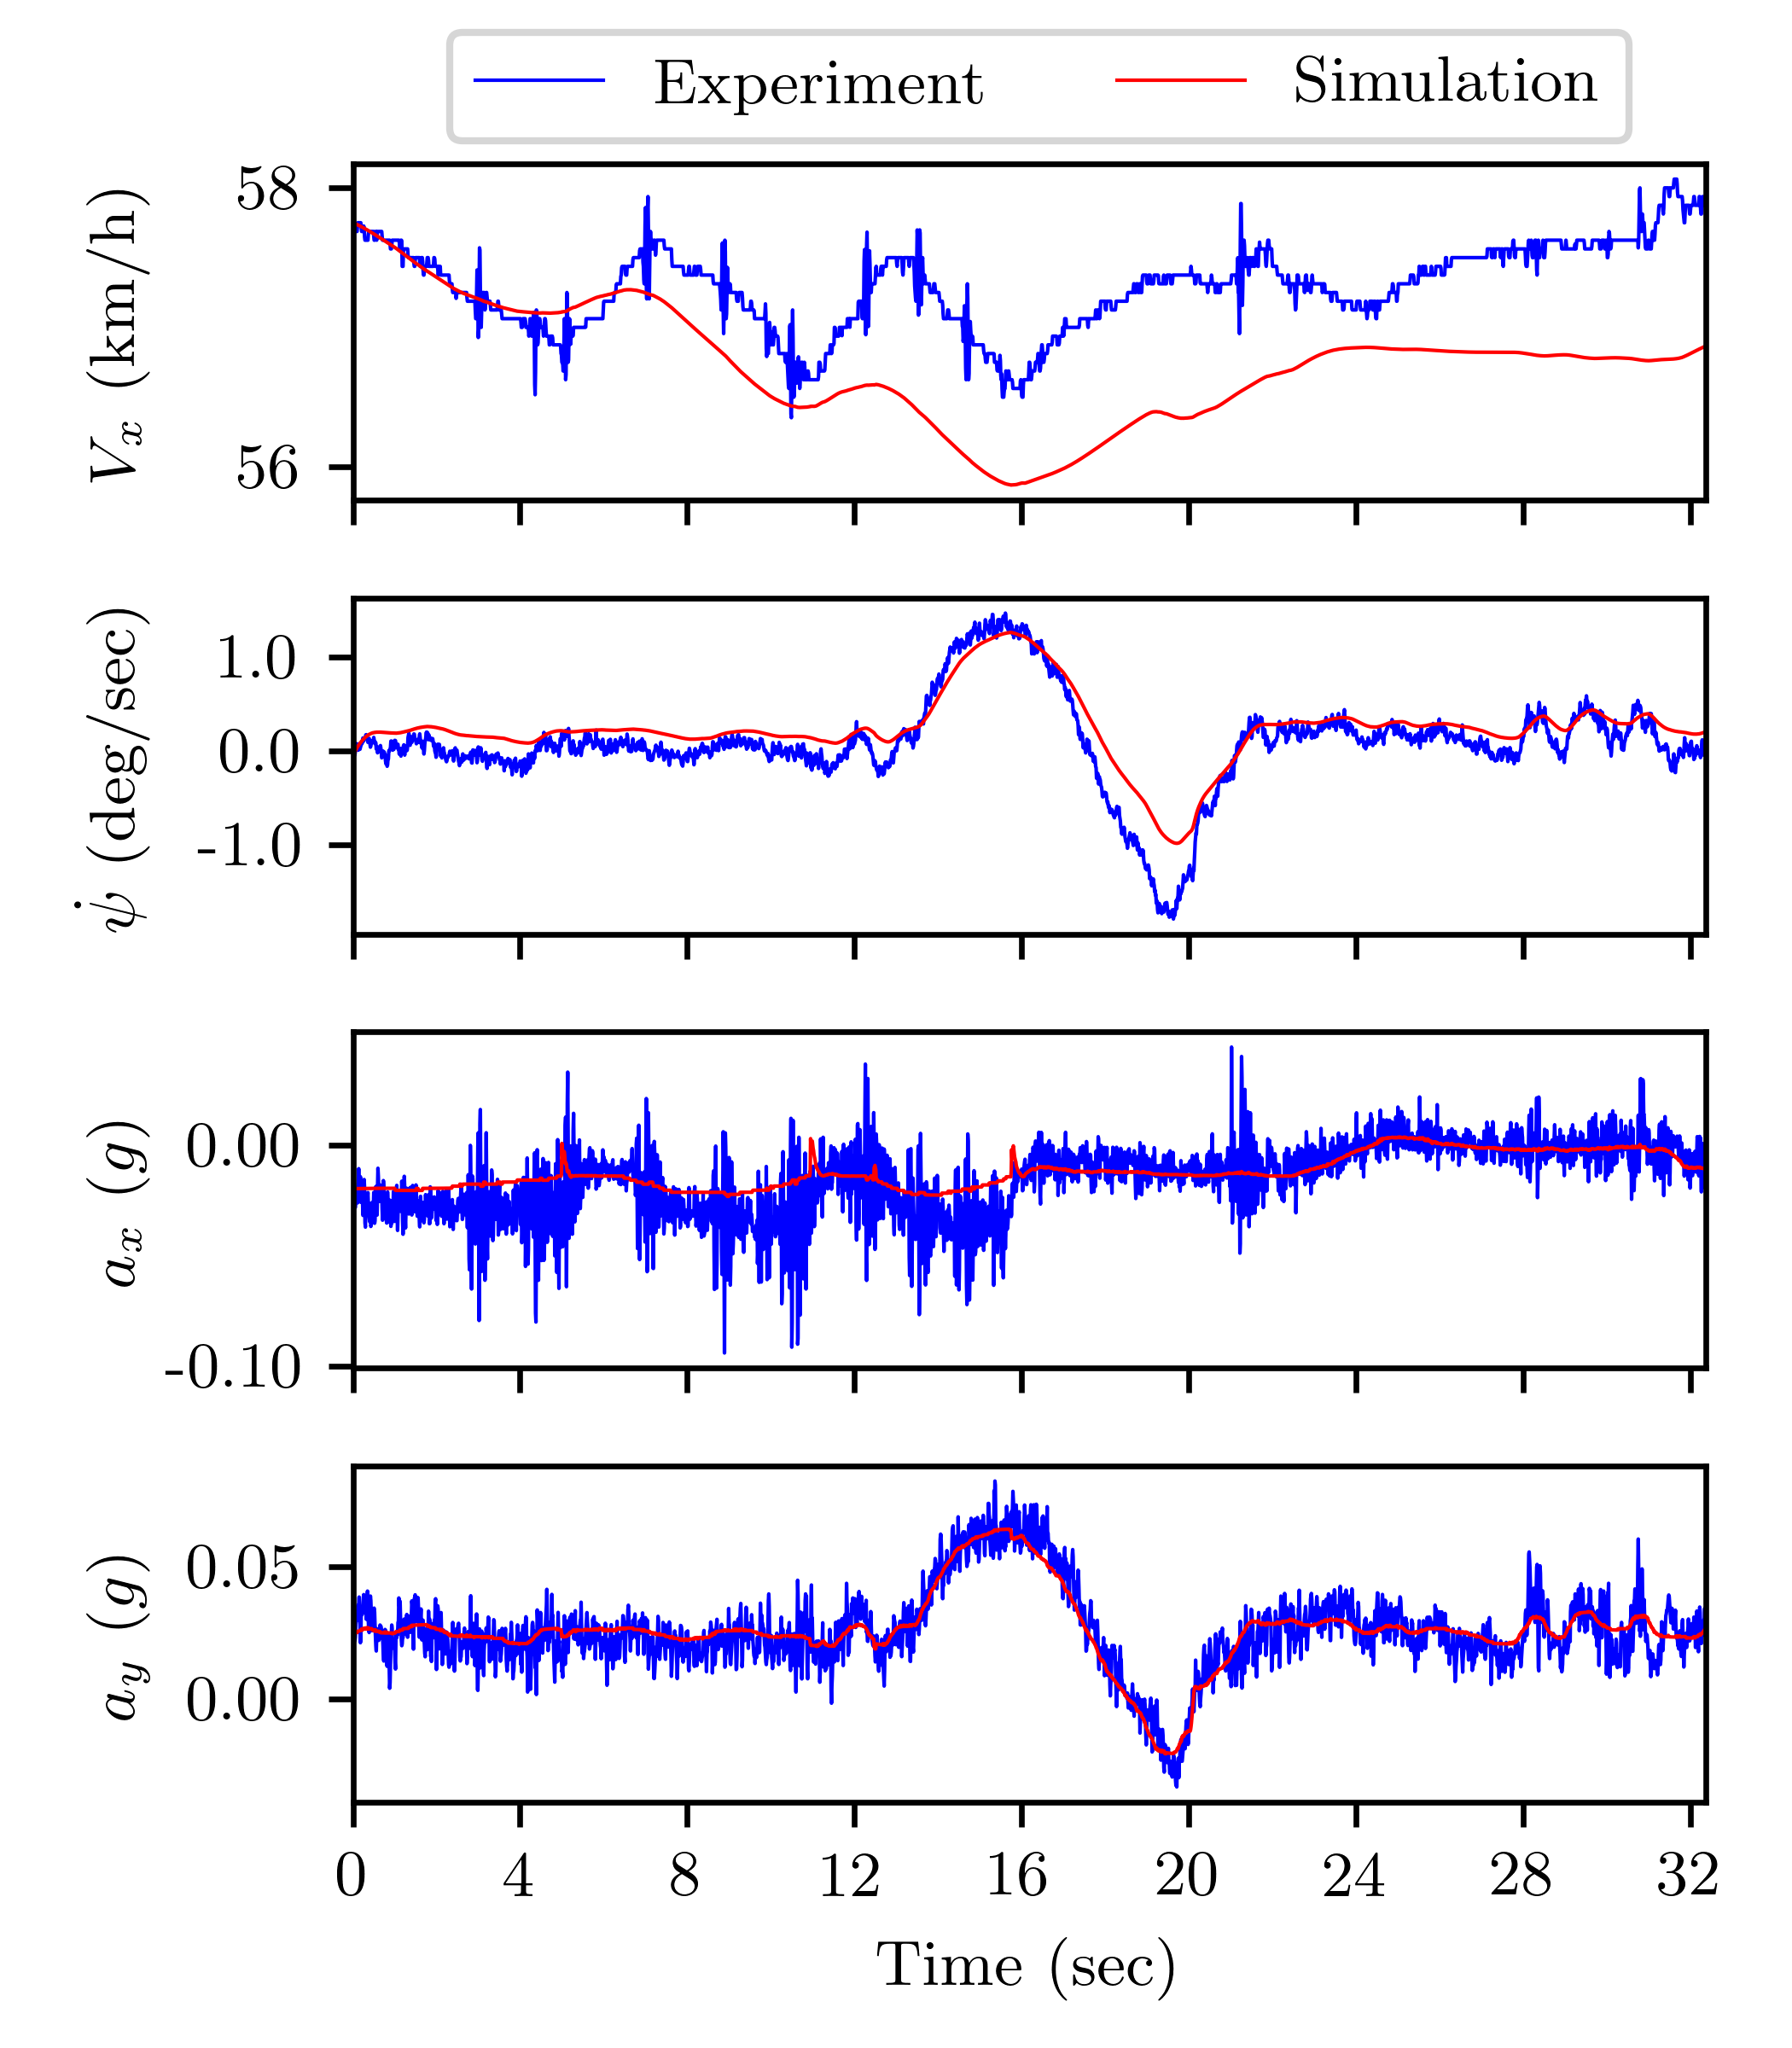 Experiment Simulation
V_x (km/h)
58
56
ψ̇ (deg/sec)
1.0
0.0
-1.0
a_x (g)
0.00
-0.10
a_y (g)
0.05
0.00
0 4 8 12 16 20 24 28 32
Time (sec)